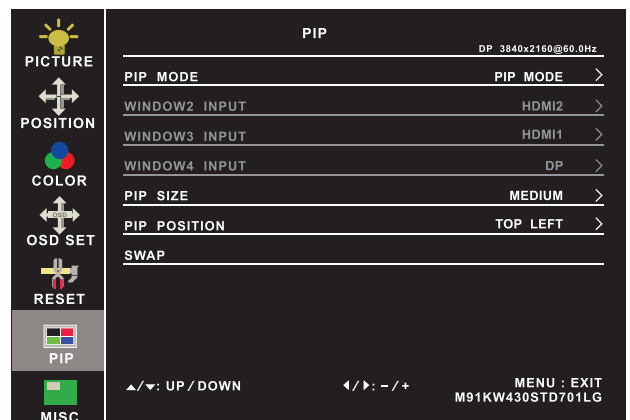 PIP
DP 3840x2160@60.0Hz
PICTURE
POSITION
COLOR
OSD
OSD SET
RESET
PIP
MISC
PIP MODE PIP MODE >
WINDOW2 INPUT HDMI2 >
WINDOW3 INPUT HDMI1 >
WINDOW4 INPUT DP >
PIP SIZE MEDIUM >
PIP POSITION TOP LEFT >
SWAP
▲/▼: UP / DOWN ◀/▶: – / + MENU : EXIT
M91KW430STD701LG